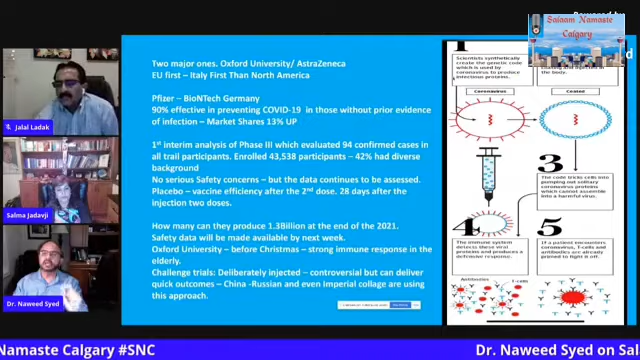 Salaam Namaste
Calgary
Jalal Ladak
Salma Jadavji
Dr. Naweed Syed
Two major ones. Oxford University/ AstraZeneca
EU first – Italy First Than North America
Pfizer – BioNTech Germany
90% effective in preventing COVID-19 in those without prior evidence
of infection – Market Shares 13% UP
1st interim analysis of Phase III which evaluated 94 confirmed cases in
all trail participants. Enrolled 43,538 participants – 42% had diverse
background
No serious Safety concerns – but the data continues to be assessed.
Placebo – vaccine efficiency after the 2nd dose. 28 days after the
injection two doses.
How many can they produce 1.3Billion at the end of the 2021.
Safety data will be made available by next week.
Oxford University – before Christmas – strong immune response in the
elderly.
Challenge trials: Deliberately injected – controversial but can deliver
quick outcomes – China -Russian and even Imperial collage are using
this approach.
Scientists synthetically
create the genetic code which
is used by
coronavirus to produce
infectious proteins.
the body.
Coronavirus
Coated
3
The code tricks cells into
pumping out solitary
coronavirus proteins
which cannot
assemble into a
harmful virus.
4
The immune system
detects these viral
proteins and produces a
defensive response.
5
If a patient encounters
coronavirus, T-cells
and antibodies are
already primed to fight
it off.
Antibodies
T-cells
Namaste Calgary #SNC
Dr. Naweed Syed on Sal